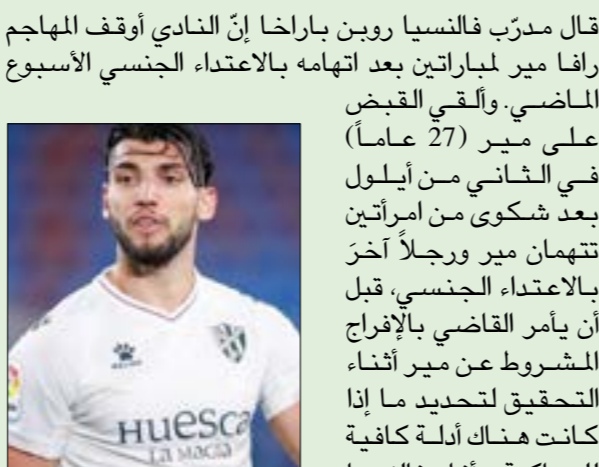 قال مدرّب فالنسيا روبن باراخا إنّ النادي أوقف المهاجم
رافا مير لمباراتين بعد اتهامه بالاعتداء الجنسي الأسبوع
الماضي. وألقي القبض
على مير (27 عاماً)
في الثاني من أيلول
بعد شكوى من امرأتين
تتهمان مير ورجلاً آخرَ
بالاعتداء الجنسي، قبل
أن يأمر القاضي بالإفراج
المشروط عن مير أثناء
التحقيق لتحديد ما إذا
كانت هناك أدلة كافية
Huesca
LA MAGIA